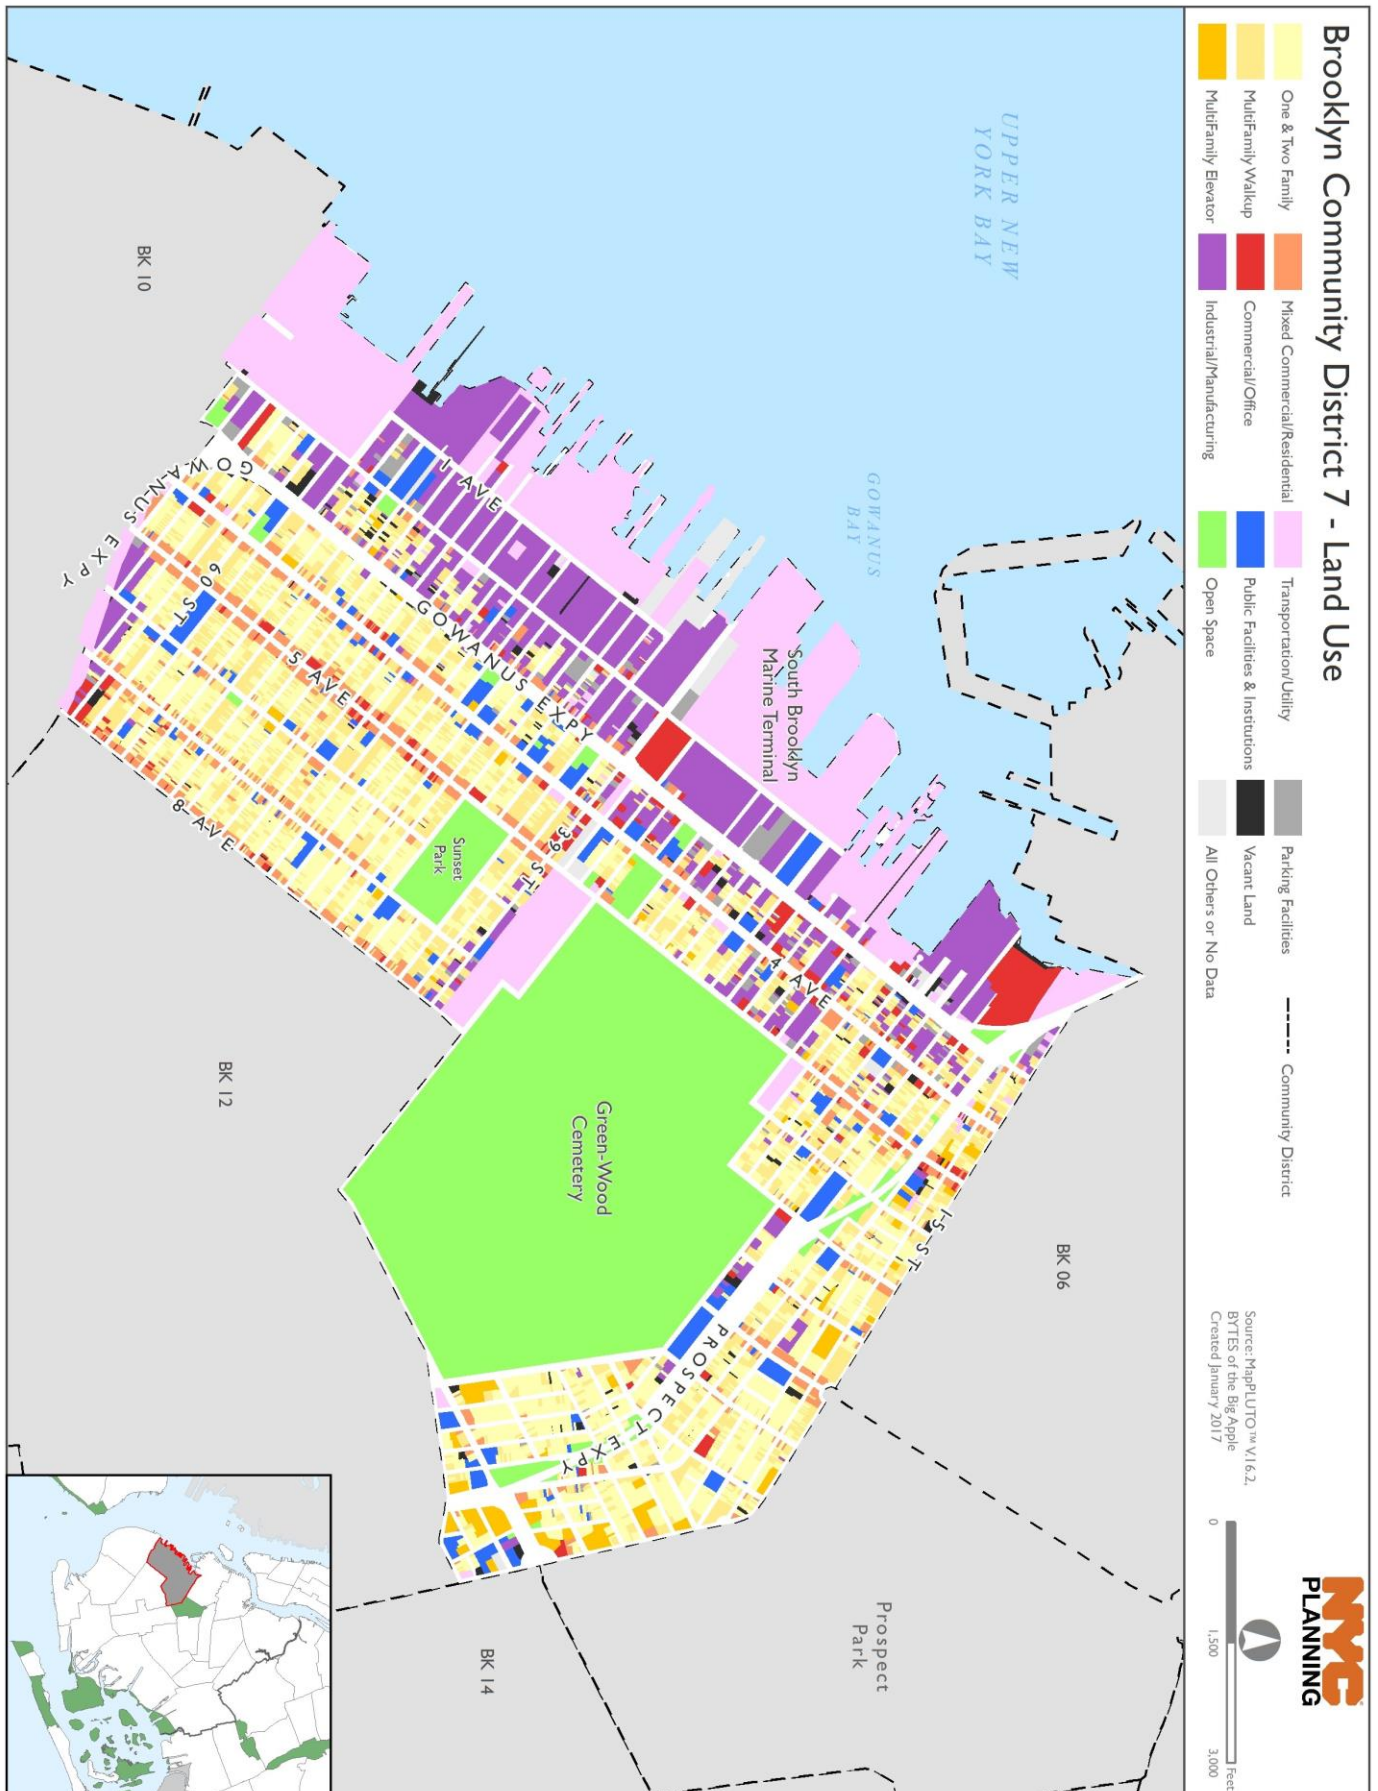 Brooklyn Community District 7 - Land Use
One & Two Family
MultiFamily Walkup
MultiFamily Elevator
Mixed Commercial/Residential
Commercial/Office
Industrial/Manufacturing
Transportation/Utility
Public Facilities & Institutions
Open Space
Parking Facilities
Vacant Land
All Others or No Data
Community District
Source: MapPLUTO™ V.16.2,
BYTES of the Big Apple
Created January 2017
NYC
PLANNING
0
1,500
3,000
Feet
UPPER NEW
YORK BAY
GOWANUS
BAY
South Brooklyn
Marine Terminal
BK 06
15 ST
Prospect
Park
4 AVE
1 AVE
GOWANUS EXPY
39 ST
PROSPECT EXPY
Green-Wood
Cemetery
Sunset
Park
5 AVE
60 ST
8 AVE
GOWANUS EXPY
BK 10
BK 12
BK 14